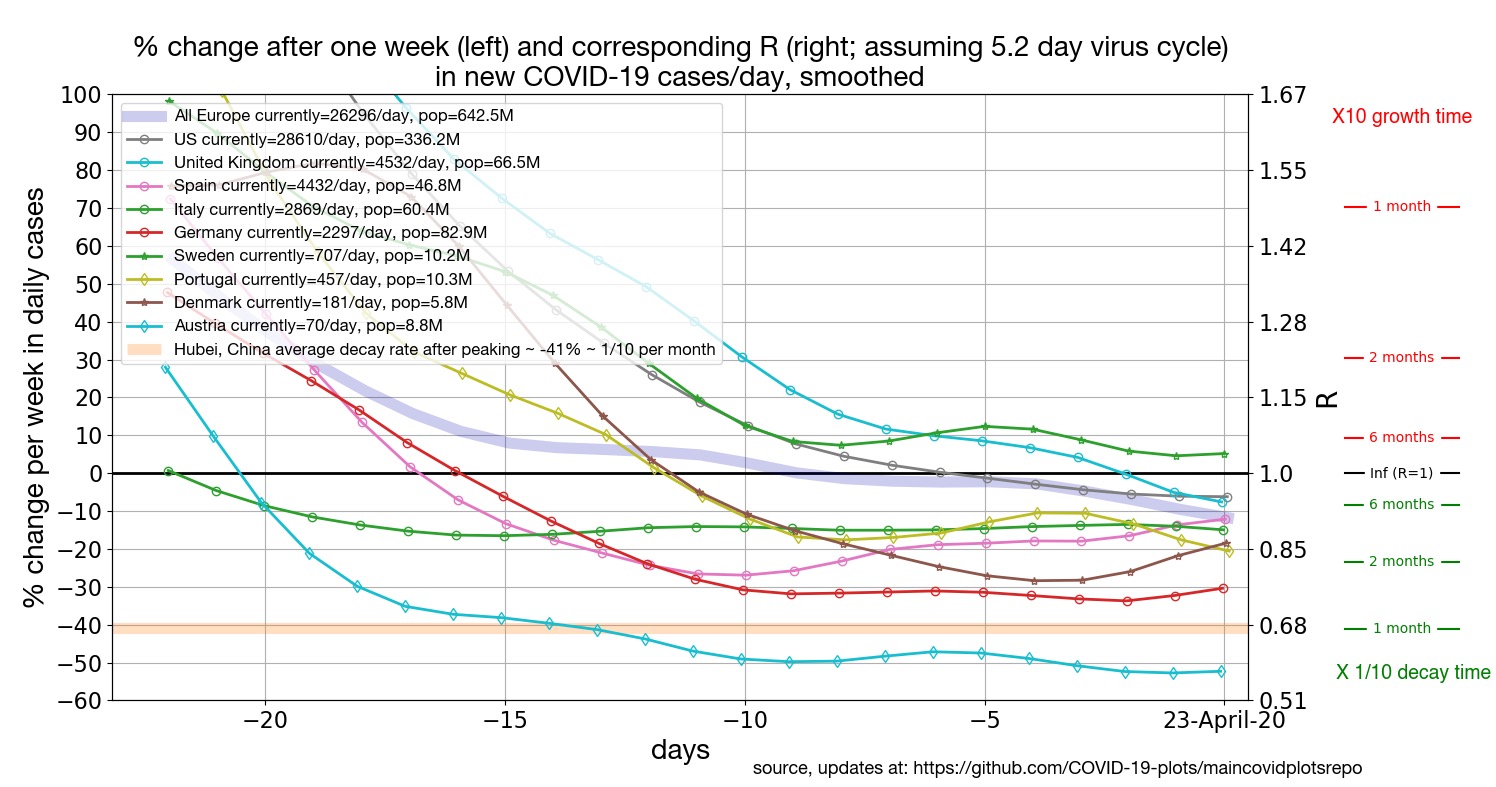 % change after one week (left) and corresponding R (right; assuming 5.2 day virus cycle)
in new COVID-19 cases/day, smoothed
% change per week in daily cases
100
90
80
70
60
50
40
30
20
10
0
−10
−20
−30
−40
−50
−60
All Europe currently=26296/day, pop=642.5M
US currently=28610/day, pop=336.2M
United Kingdom currently=4532/day, pop=66.5M
Spain currently=4432/day, pop=46.8M
Italy currently=2869/day, pop=60.4M
Germany currently=2297/day, pop=82.9M
Sweden currently=707/day, pop=10.2M
Portugal currently=457/day, pop=10.3M
Denmark currently=181/day, pop=5.8M
Austria currently=70/day, pop=8.8M
Hubei, China average decay rate after peaking ~ -41% ~ 1/10 per month
1.67
1.55
1.42
1.28
1.15
1.0
0.85
0.68
0.51
R
X10 growth time
1 month
2 months
6 months
Inf (R=1)
6 months
2 months
1 month
X 1/10 decay time
−20
−15
−10
−5
23-April-20
days
source, updates at: https://github.com/COVID-19-plots/maincovidplotsrepo